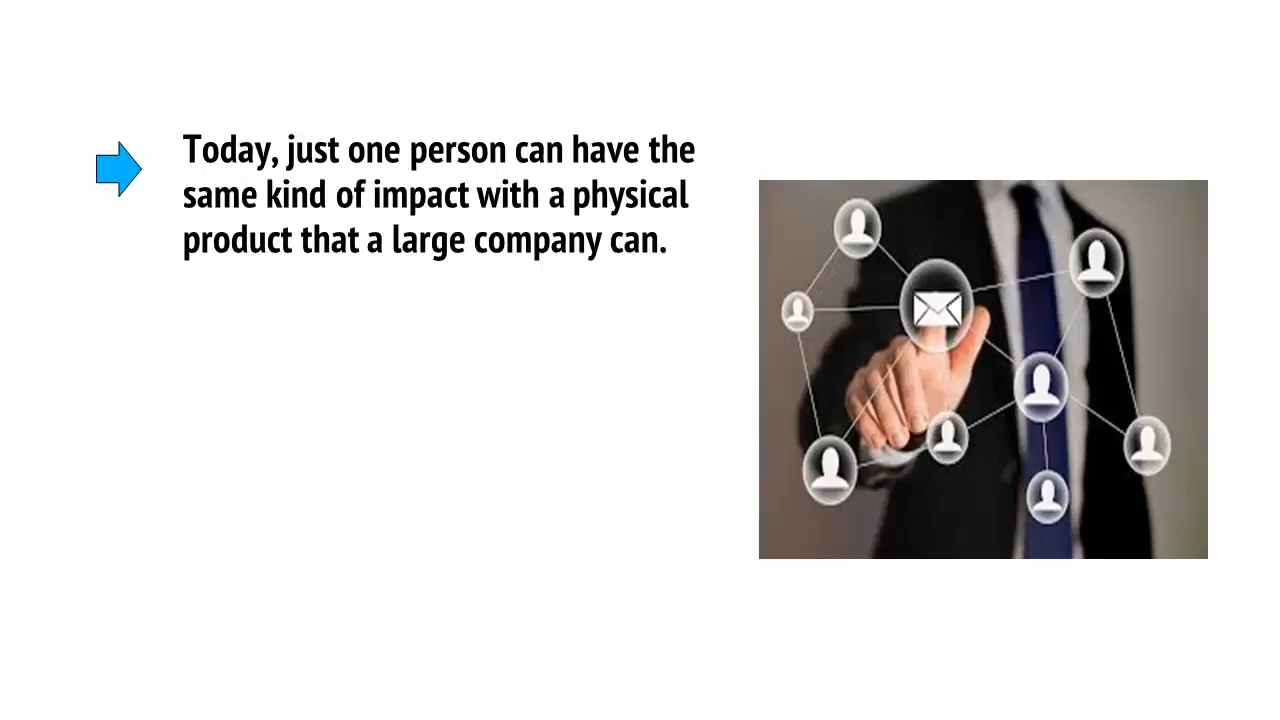 Today, just one person can have the
same kind of impact with a physical
product that a large company can.